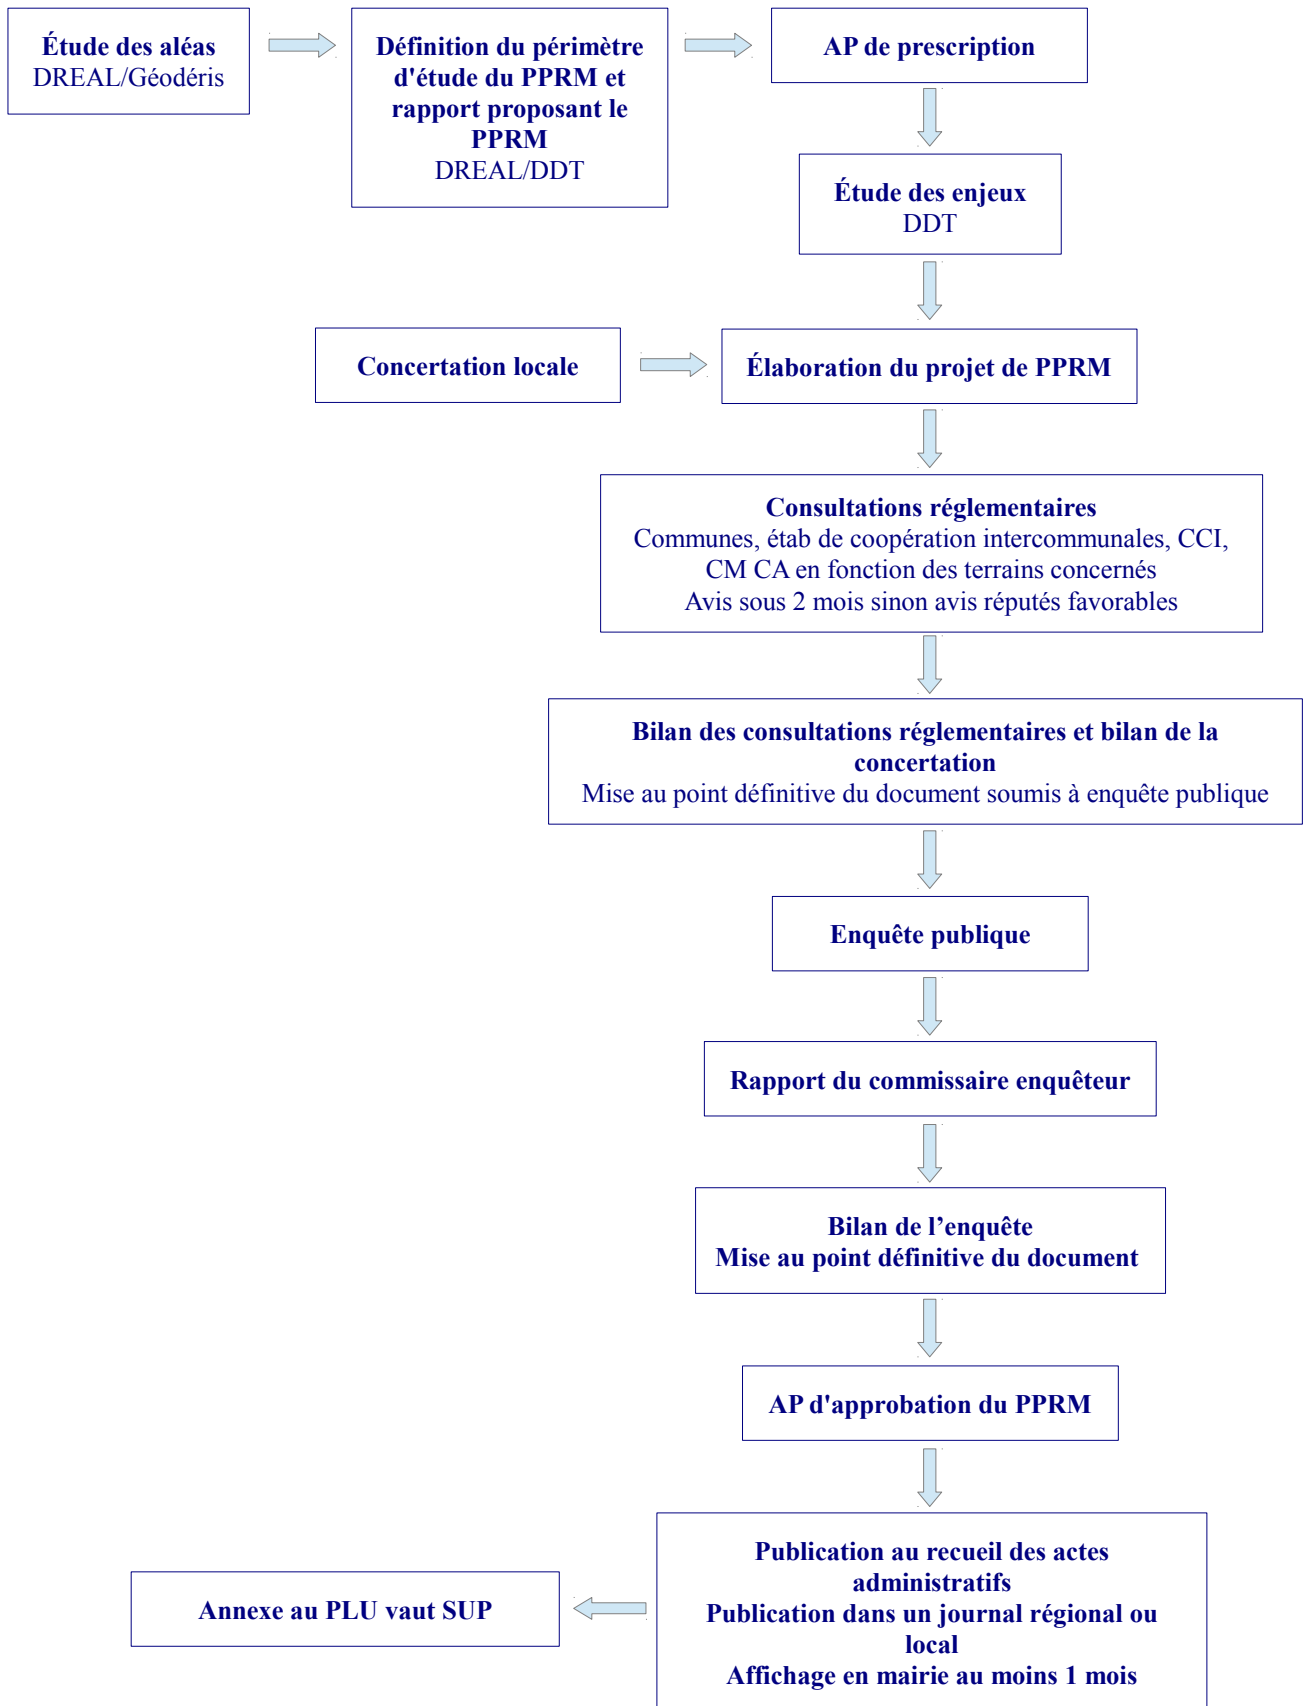 Étude des aléas
DREAL/Géodéris
Définition du périmètre
d'étude du PPRM et
rapport proposant le
PPRM
DREAL/DDT
AP de prescription
Étude des enjeux
DDT
Concertation locale
Élaboration du projet de PPRM
Consultations réglementaires
Communes, étab de coopération intercommunales, CCI,
CM CA en fonction des terrains concernés
Avis sous 2 mois sinon avis réputés favorables
Bilan des consultations réglementaires et bilan de la
concertation
Mise au point définitive du document soumis à enquête publique
Enquête publique
Rapport du commissaire enquêteur
Bilan de l’enquête
Mise au point définitive du document
AP d'approbation du PPRM
Publication au recueil des actes
administratifs
Publication dans un journal régional ou
local
Affichage en mairie au moins 1 mois
Annexe au PLU vaut SUP